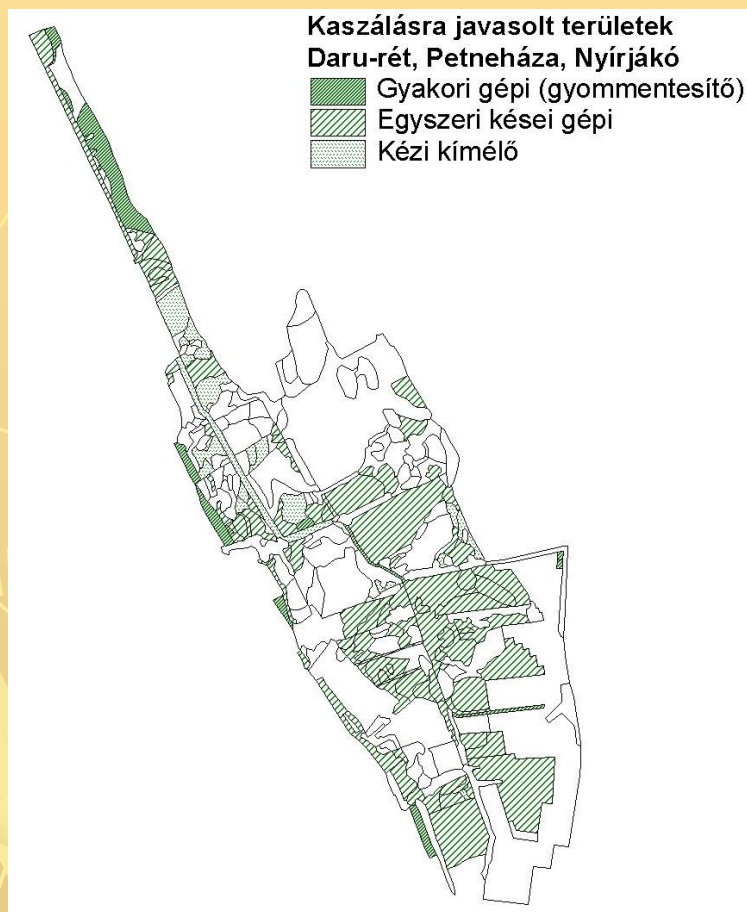 Kaszálásra javasolt területek
Daru-rét, Petneháza, Nyírjákó
Gyakori gépi (gyommentesítő)
Egyszeri kései gépi
Kézi kímélő